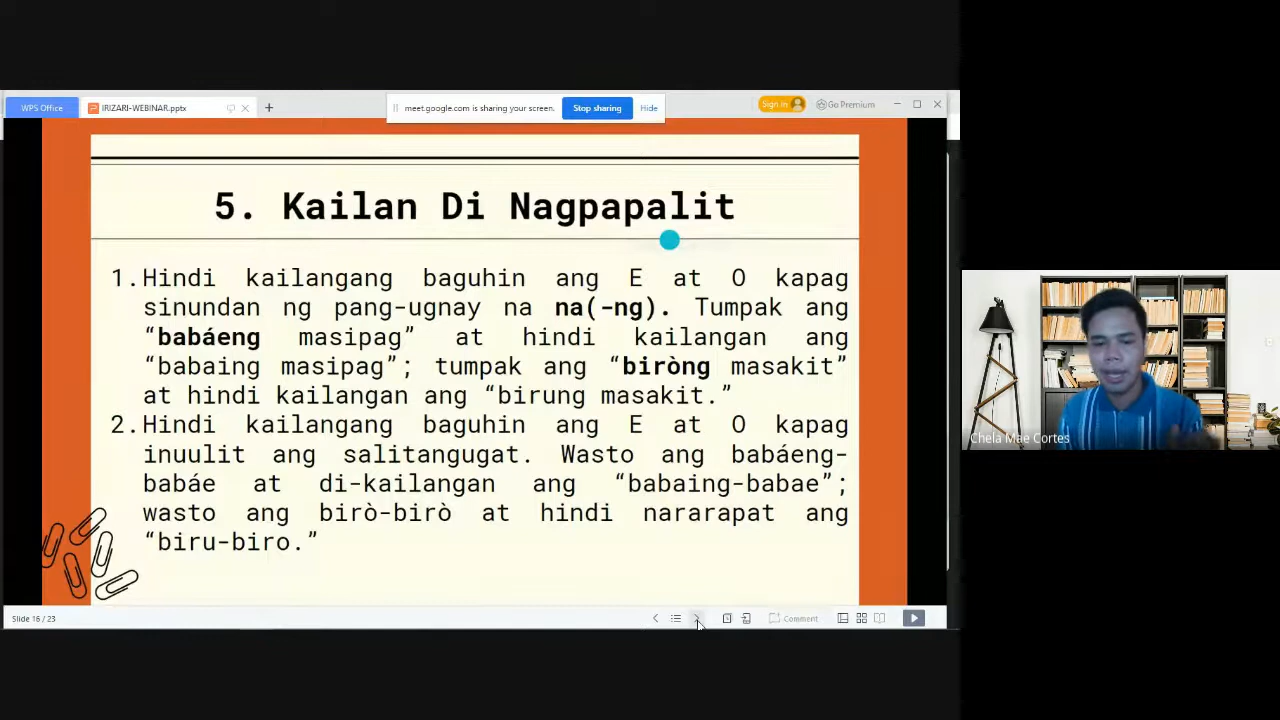 WPS Office
IRIZARI-WEBINAR.pptx
meet.google.com is sharing your screen.
Stop sharing
Hide
Sign in
Go Premium
5. Kailan Di Nagpapalit
1. Hindi kailangang baguhin ang E at O kapag
sinundan ng pang-ugnay na na(-ng). Tumpak ang
“babáeng masipag” at hindi kailangan ang
“babaing masipag”; tumpak ang “biròng masakit”
at hindi kailangan ang “birung masakit.”
2. Hindi kailangang baguhin ang E at O kapag
inuulit ang salitangugat. Wasto ang babáeng-
babáe at di-kailangan ang “babaing-babae”;
wasto ang birò-birò at hindi nararapat ang
“biru-biro.”
Slide 16 / 23
Comment
Chela Mae Cortes